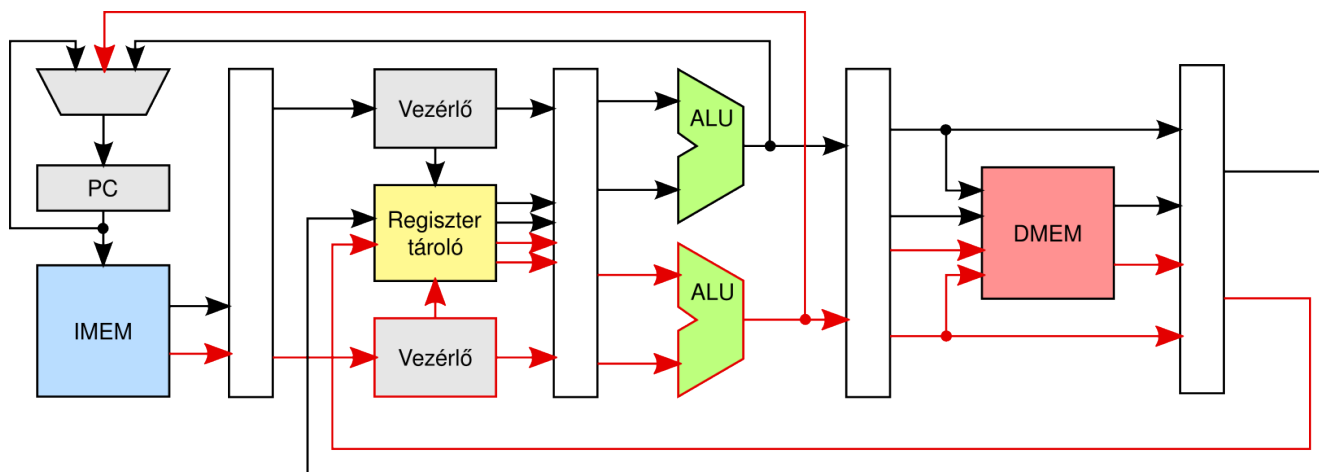 Vezérlő
ALU
PC
Regiszter
tároló
DMEM
ALU
IMEM
Vezérlő